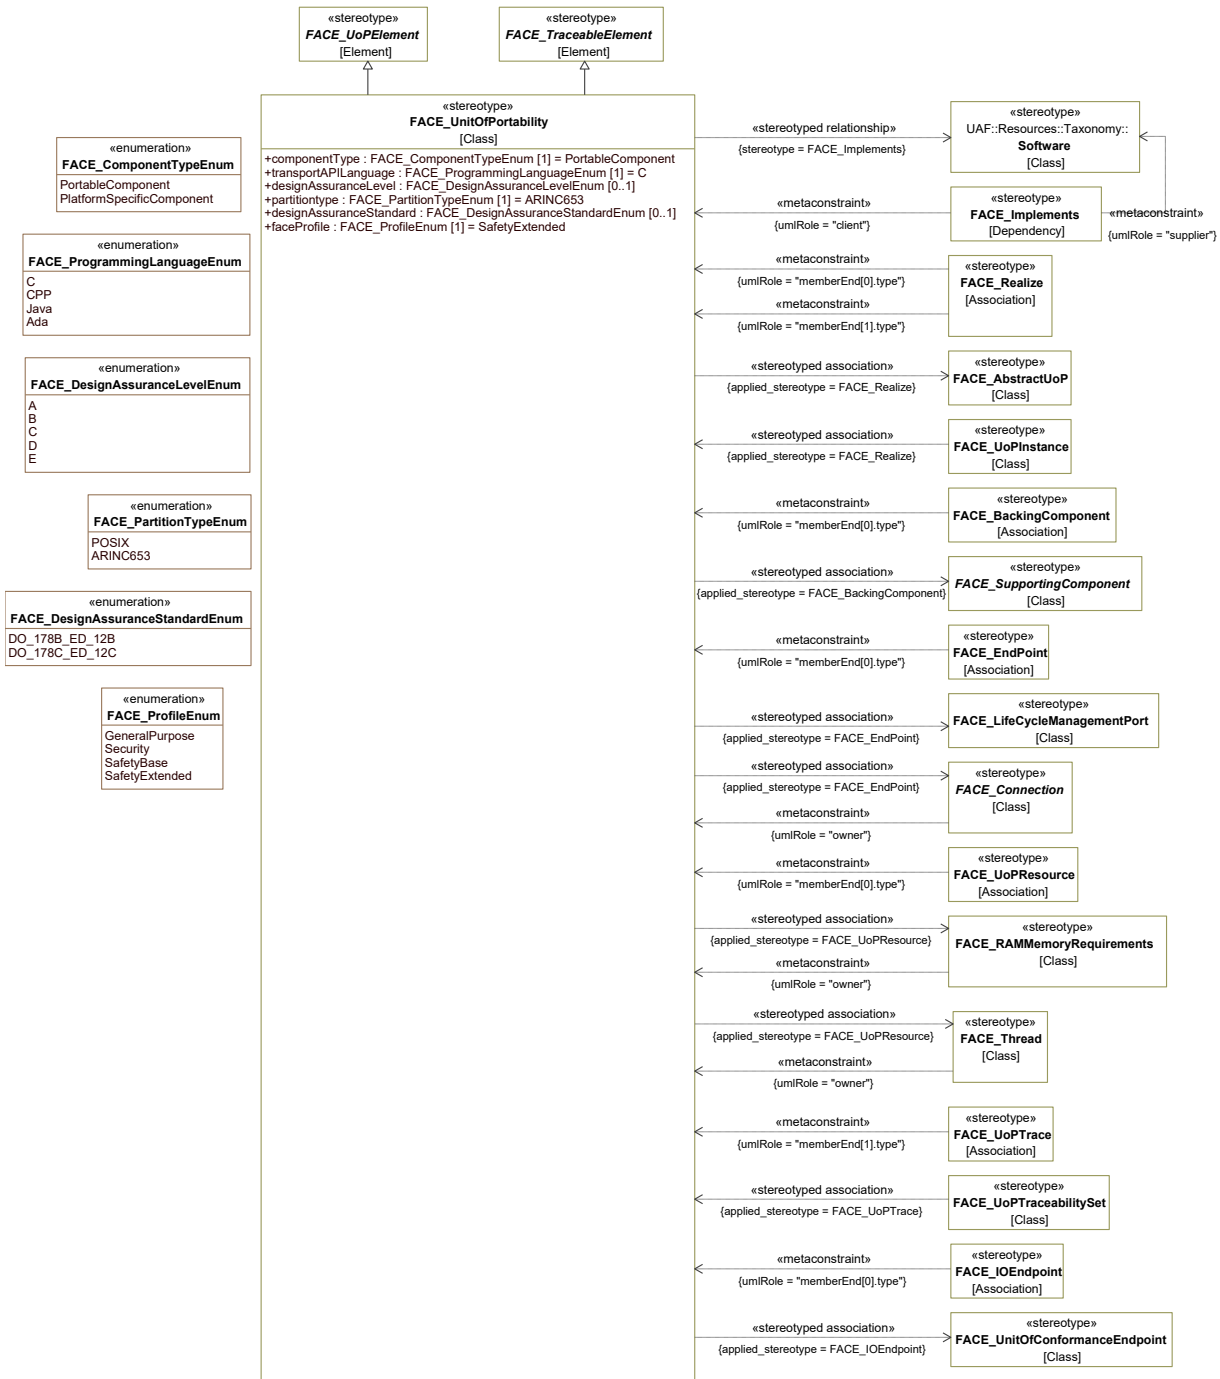 «stereotype»
FACE_UoPElement
[Element]
«stereotype»
FACE_TraceableElement
[Element]
«stereotype»
FACE_UnitOfPortability
[Class]
+componentType : FACE_ComponentTypeEnum [1] = PortableComponent
+transportAPILanguage : FACE_ProgrammingLanguageEnum [1] = C
+designAssuranceLevel : FACE_DesignAssuranceLevelEnum [0..1]
+partitiontype : FACE_PartitionTypeEnum [1] = ARINC653
+designAssuranceStandard : FACE_DesignAssuranceStandardEnum [0..1]
+faceProfile : FACE_ProfileEnum [1] = SafetyExtended
«enumeration»
FACE_ComponentTypeEnum
PortableComponent
PlatformSpecificComponent
«enumeration»
FACE_ProgrammingLanguageEnum
C
CPP
Java
Ada
«enumeration»
FACE_DesignAssuranceLevelEnum
A
B
C
D
E
«enumeration»
FACE_PartitionTypeEnum
POSIX
ARINC653
«enumeration»
FACE_DesignAssuranceStandardEnum
DO_178B_ED_12B
DO_178C_ED_12C
«enumeration»
FACE_ProfileEnum
GeneralPurpose
Security
SafetyBase
SafetyExtended
«stereotyped relationship»
{stereotype = FACE_Implements}
«stereotype»
UAF::Resources::Taxonomy::
Software
[Class]
«metaconstraint»
{umlRole = "client"}
«stereotype»
FACE_Implements
[Dependency]
«metaconstraint»
{umlRole = "supplier"}
«metaconstraint»
{umlRole = "memberEnd[0].type"}
«metaconstraint»
{umlRole = "memberEnd[1].type"}
«stereotype»
FACE_Realize
[Association]
«stereotyped association»
{applied_stereotype = FACE_Realize}
«stereotype»
FACE_AbstractUoP
[Class]
«stereotyped association»
{applied_stereotype = FACE_Realize}
«stereotype»
FACE_UoPInstance
[Class]
«metaconstraint»
{umlRole = "memberEnd[0].type"}
«stereotype»
FACE_BackingComponent
[Association]
«stereotyped association»
{applied_stereotype = FACE_BackingComponent}
«stereotype»
FACE_SupportingComponent
[Class]
«metaconstraint»
{umlRole = "memberEnd[0].type"}
«stereotype»
FACE_EndPoint
[Association]
«stereotyped association»
{applied_stereotype = FACE_EndPoint}
«stereotype»
FACE_LifeCycleManagementPort
[Class]
«stereotyped association»
{applied_stereotype = FACE_EndPoint}
«metaconstraint»
{umlRole = "owner"}
«stereotype»
FACE_Connection
[Class]
«metaconstraint»
{umlRole = "memberEnd[0].type"}
«stereotype»
FACE_UoPResource
[Association]
«stereotyped association»
{applied_stereotype = FACE_UoPResource}
«metaconstraint»
{umlRole = "owner"}
«stereotype»
FACE_RAMMemoryRequirements
[Class]
«stereotyped association»
{applied_stereotype = FACE_UoPResource}
«metaconstraint»
{umlRole = "owner"}
«stereotype»
FACE_Thread
[Class]
«metaconstraint»
{umlRole = "memberEnd[1].type"}
«stereotype»
FACE_UoPTrace
[Association]
«stereotyped association»
{applied_stereotype = FACE_UoPTrace}
«stereotype»
FACE_UoPTraceabilitySet
[Class]
«metaconstraint»
{umlRole = "memberEnd[0].type"}
«stereotype»
FACE_IOEndpoint
[Association]
«stereotyped association»
{applied_stereotype = FACE_IOEndpoint}
«stereotype»
FACE_UnitOfConformanceEndpoint
[Class]